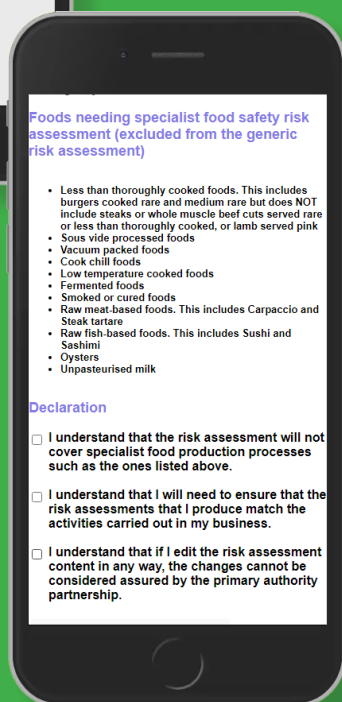 Foods needing specialist food safety risk
assessment (excluded from the generic
risk assessment)
• Less than thoroughly cooked foods. This includes
burgers cooked rare and medium rare but does NOT
include steaks or whole muscle beef cuts served rare
or less than thoroughly cooked, or lamb served pink
• Sous vide processed foods
• Vacuum packed foods
• Cook chill foods
• Low temperature cooked foods
• Fermented foods
• Smoked or cured foods
• Raw meat-based foods. This includes Carpaccio and
Steak tartare
• Raw fish-based foods. This includes Sushi and
Sashimi
• Oysters
• Unpasteurised milk
Declaration
I understand that the risk assessment will not
cover specialist food production processes
such as the ones listed above.
I understand that I will need to ensure that the
risk assessments that I produce match the
activities carried out in my business.
I understand that if I edit the risk assessment
content in any way, the changes cannot be
considered assured by the primary authority
partnership.